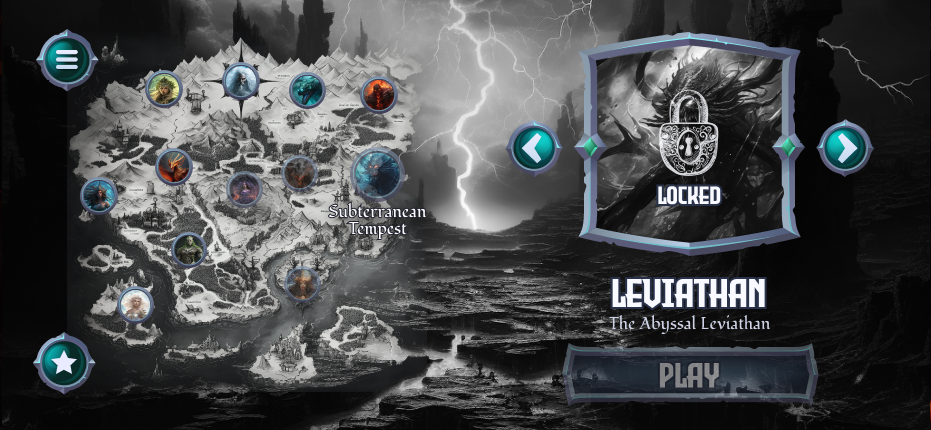 Subterranean
Tempest
LOCKED
LEVIATHAN
The Abyssal Leviathan
PLAY